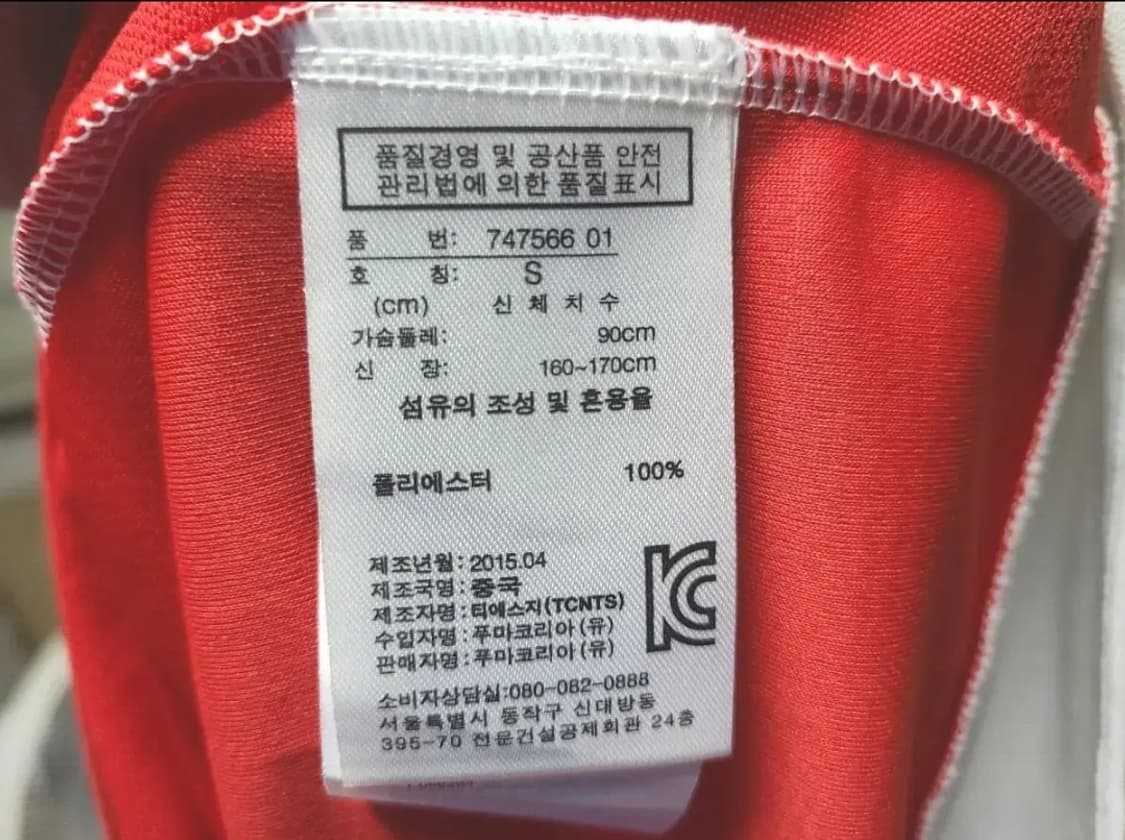 품질경영 및 공산품 안전
관리법에 의한 품질표시
품 번: 747566 01
호 칭: S
(cm) 신 체 치 수
가슴둘레: 90cm
신 장: 160~170cm
섬유의 조성 및 혼용율
폴리에스터 100%
제조년월: 2015.04
제조국명: 중국
제조자명: 티에스지(TCNTS)
수입자명: 푸마코리아(유)
판매자명: 푸마코리아(유)
KC
소비자상담실:080-082-0888
서울특별시 동작구 신대방동
395-70 전문건설공제회관 24층